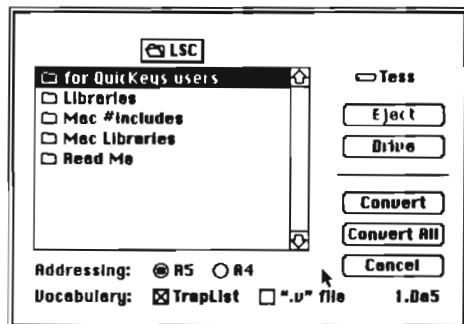 LSC
for QuicKeys users
Libraries
Mac #includes
Mac Libraries
Read Me
Tess
Eject
Drive
Convert
Convert All
Cancel
Addressing: A5 A4
Vocabulary: TrapList ".v" file 1.0a5